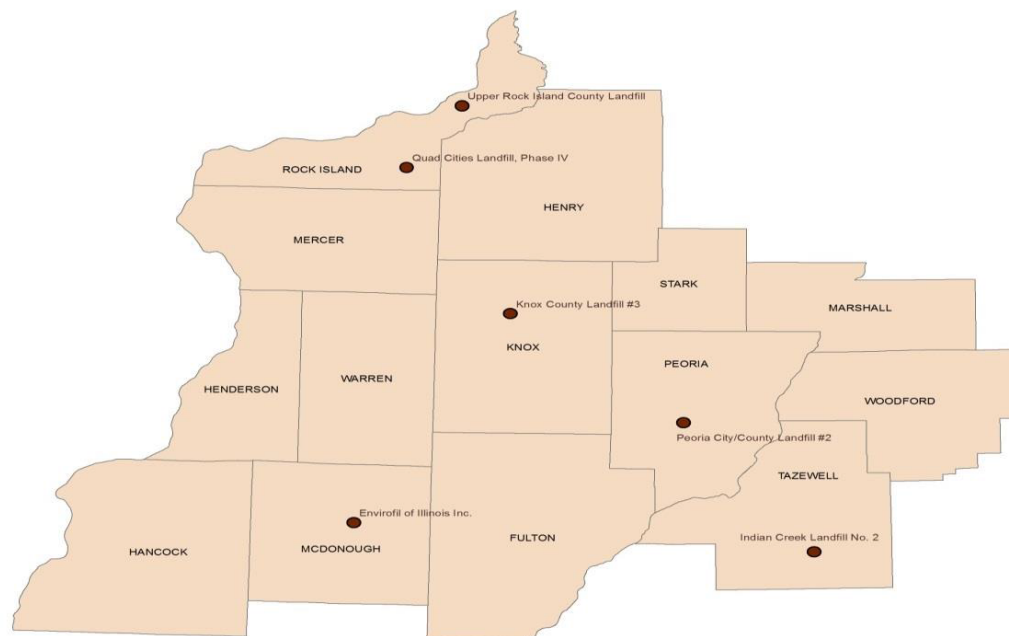 Upper Rock Island County Landfill
Quad Cities Landfill, Phase IV
ROCK ISLAND
HENRY
MERCER
STARK
Knox County Landfill #3
MARSHALL
KNOX
PEORIA
WARREN
HENDERSON
WOODFORD
Peoria City/County Landfill #2
TAZEWELL
Envirofil of Illinois Inc.
FULTON
Indian Creek Landfill No. 2
MCDONOUGH
HANCOCK